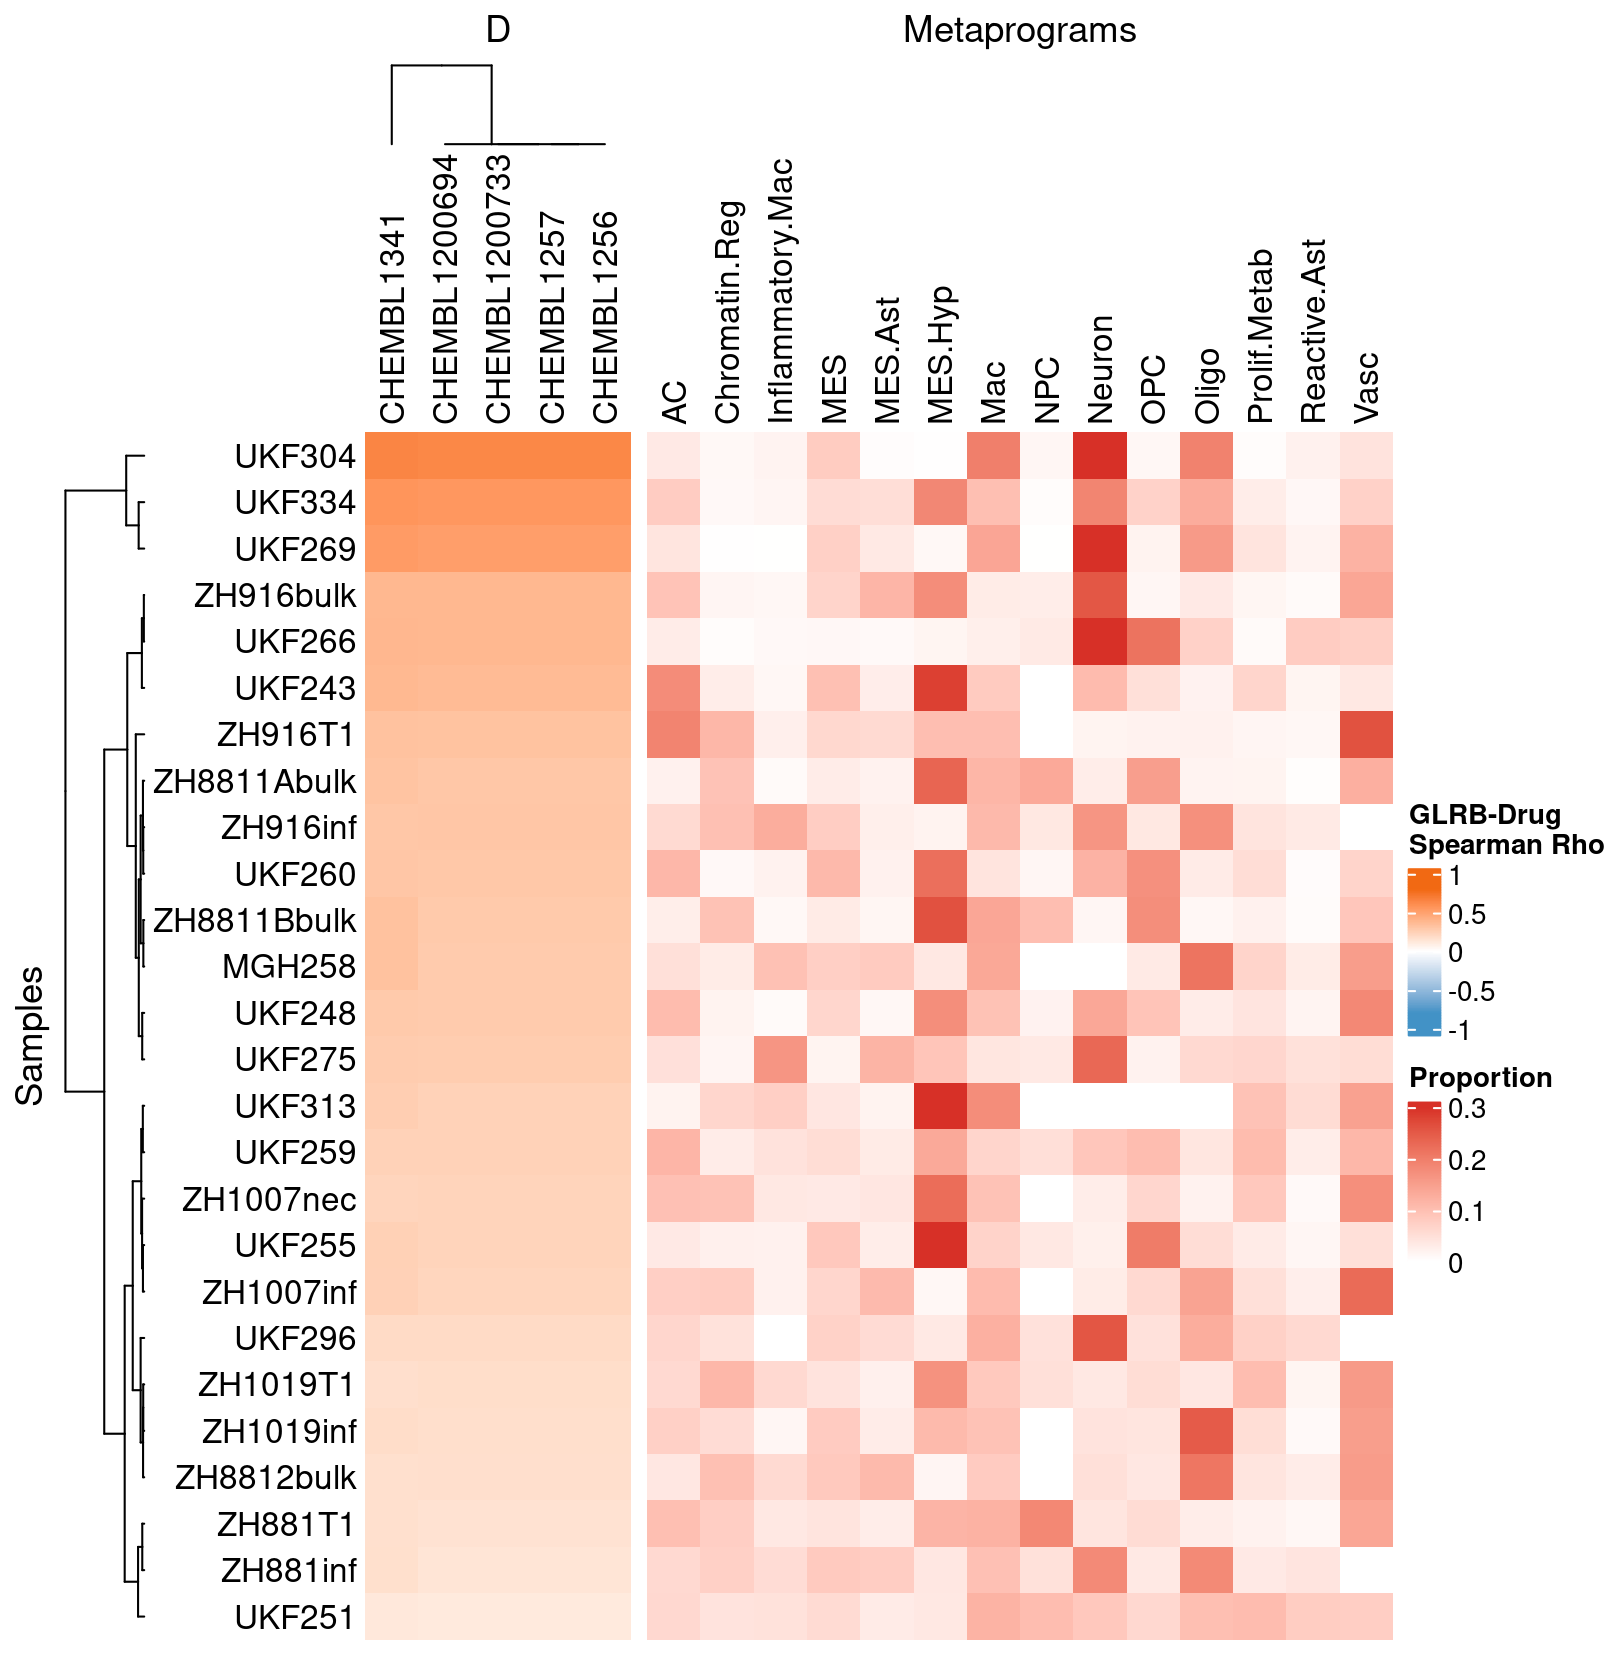 D
Metaprograms
CHEMBL1341
CHEMBL1200694
CHEMBL1200733
CHEMBL1257
CHEMBL1256
AC
Chromatin.Reg
Inflammatory.Mac
MES
MES.Ast
MES.Hyp
Mac
NPC
Neuron
OPC
Oligo
Prolif.Metab
Reactive.Ast
Vasc
Samples
UKF304
UKF334
UKF269
ZH916bulk
UKF266
UKF243
ZH916T1
ZH8811Abulk
ZH916inf
UKF260
ZH8811Bbulk
MGH258
UKF248
UKF275
UKF313
UKF259
ZH1007nec
UKF255
ZH1007inf
UKF296
ZH1019T1
ZH1019inf
ZH8812bulk
ZH881T1
ZH881inf
UKF251
GLRB-Drug
Spearman Rho
1
0.5
0
-0.5
-1
Proportion
0.3
0.2
0.1
0